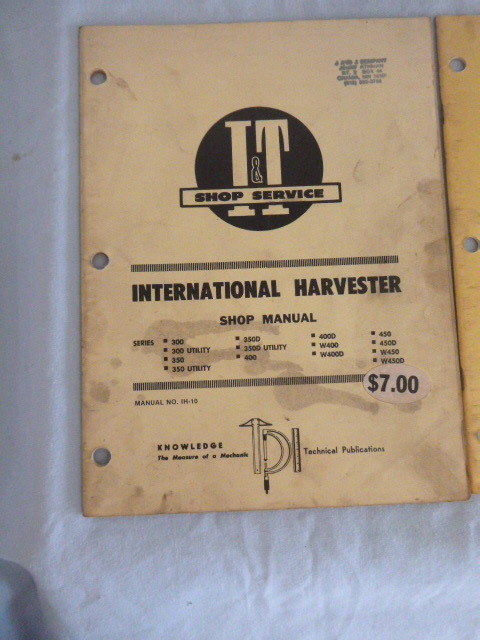 I&T
SHOP SERVICE
INTERNATIONAL HARVESTER
SHOP MANUAL
SERIES
300
300 UTILITY
350
350 UTILITY
350D
350D UTILITY
400
400D
W400
W400D
450
450D
W450
W450D
$7.00
MANUAL NO. IH-10
KNOWLEDGE
The Measure of a Mechanic
Technical Publications